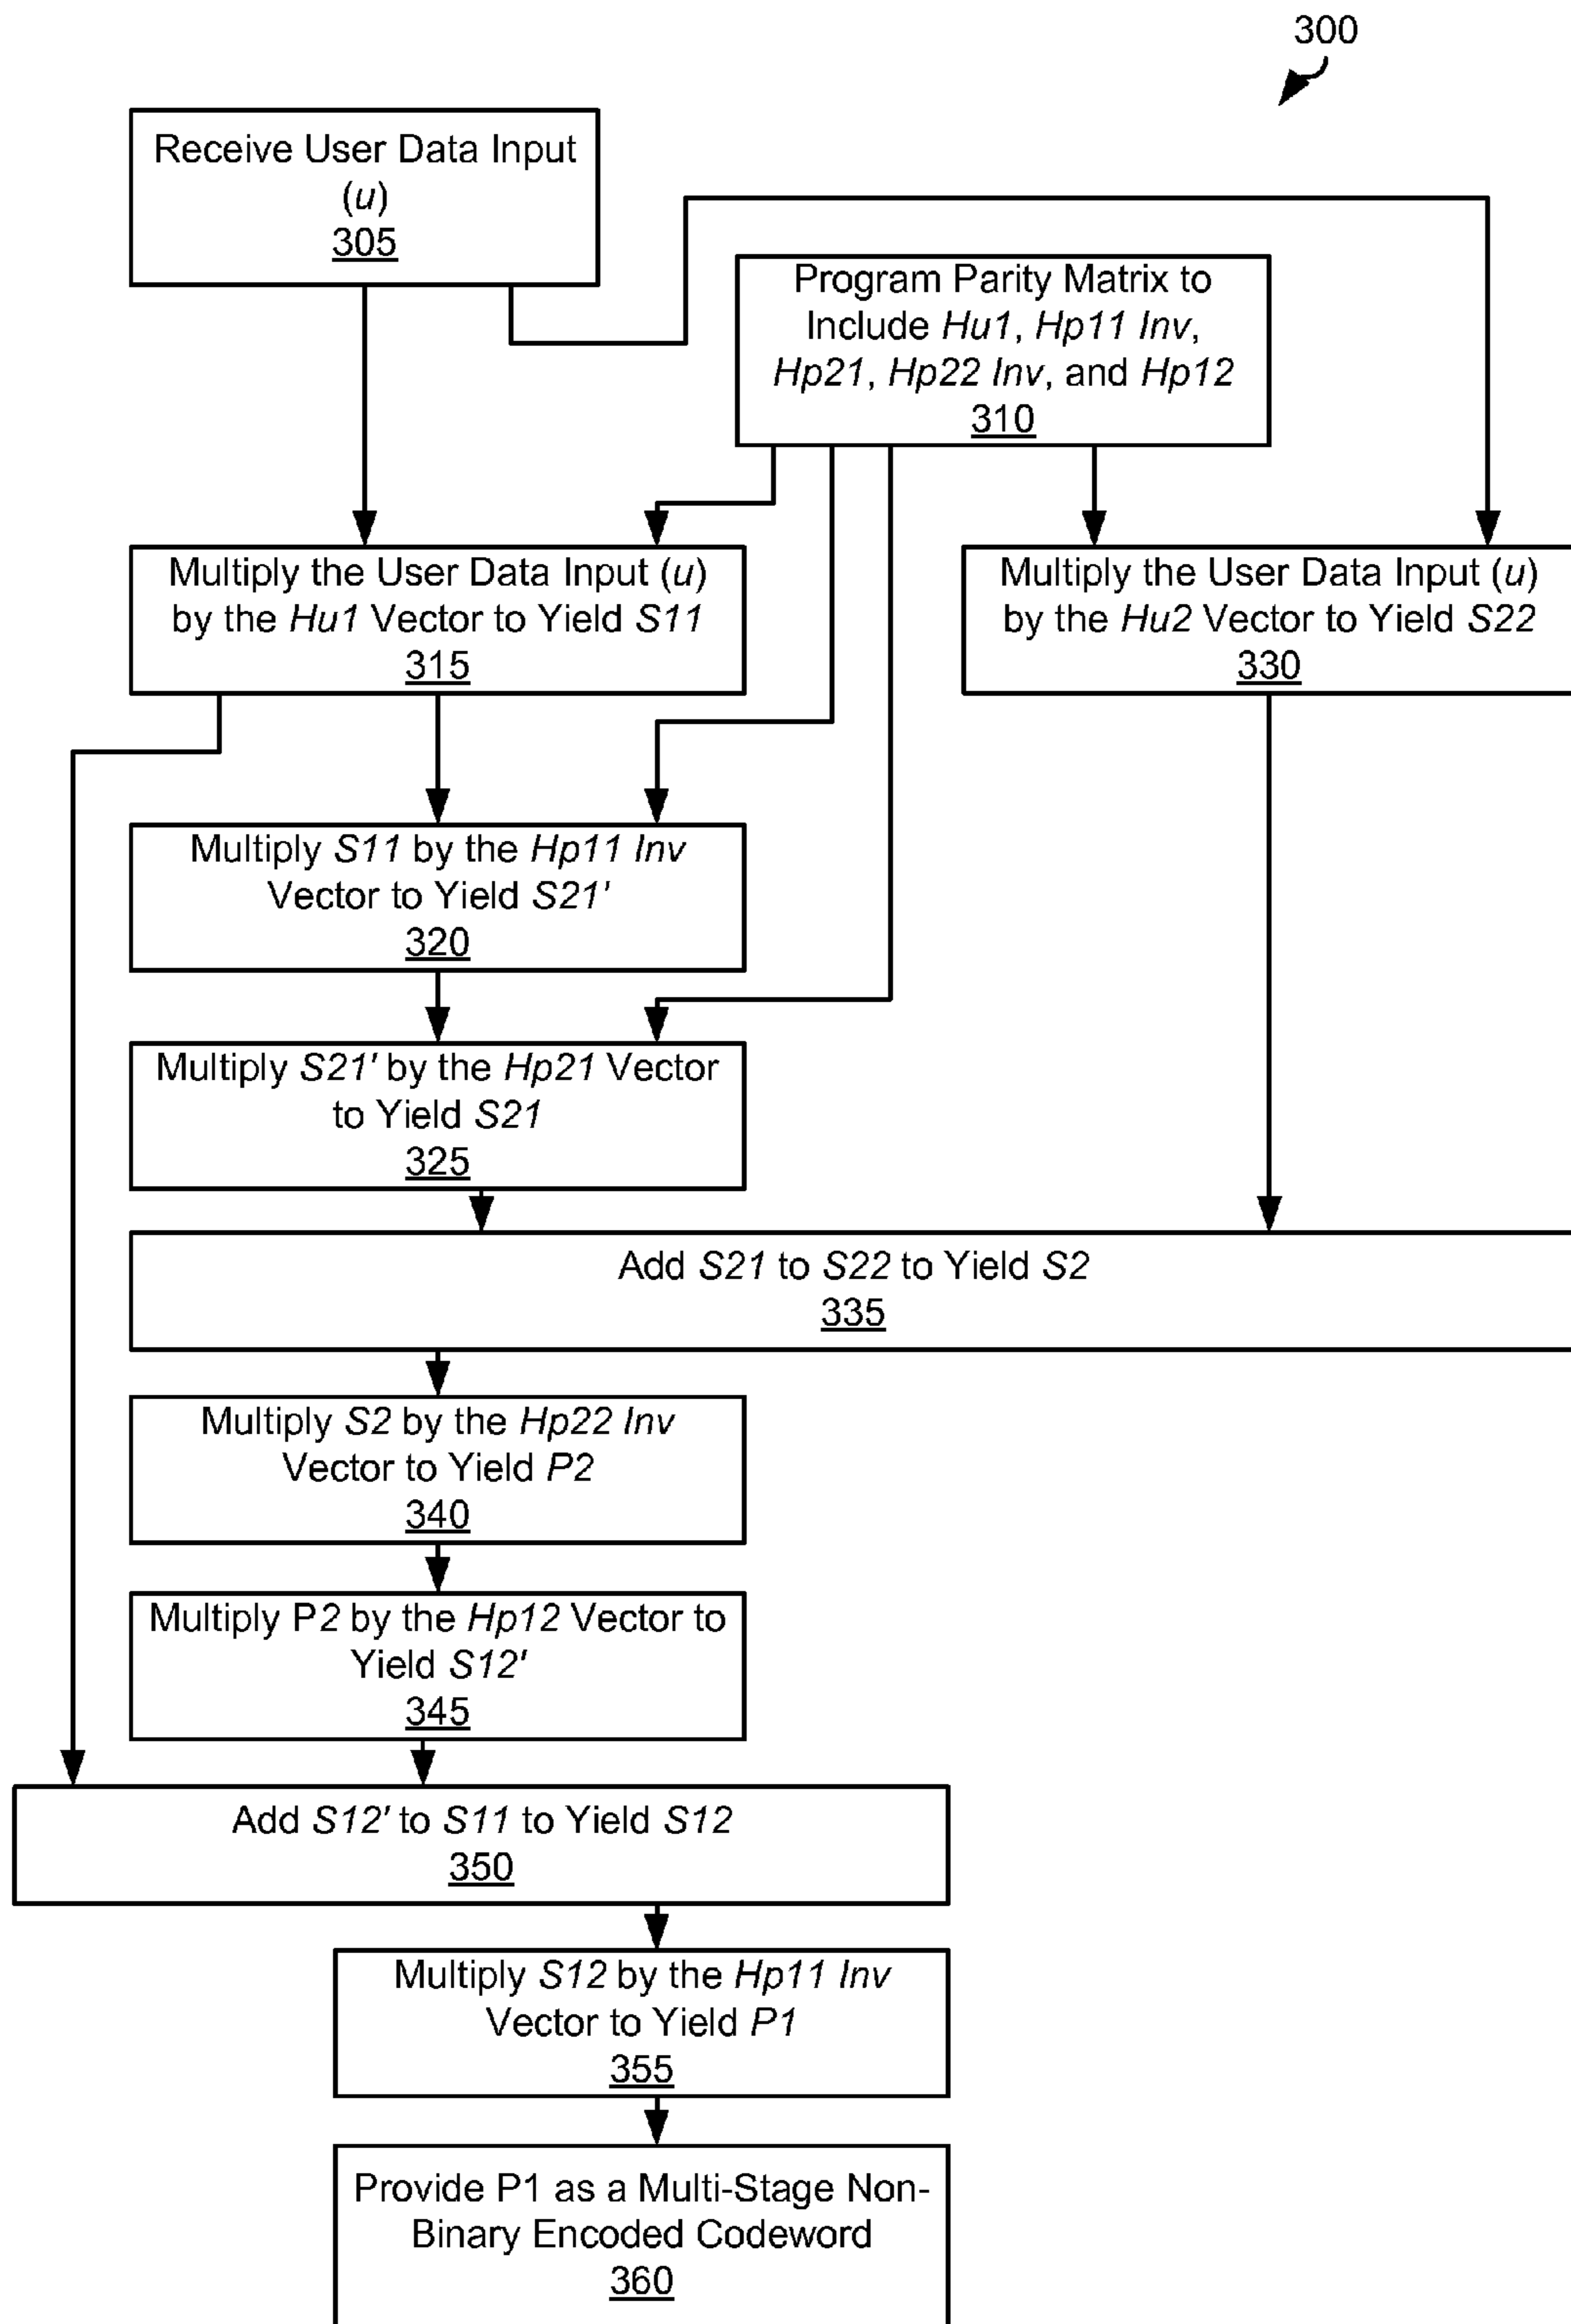 300
Receive User Data Input
(u)
305
Program Parity Matrix to
Include Hu1, Hp11 Inv,
Hp21, Hp22 Inv, and Hp12
310
Multiply the User Data Input (u)
by the Hu1 Vector to Yield S11
315
Multiply the User Data Input (u)
by the Hu2 Vector to Yield S22
330
Multiply S11 by the Hp11 Inv
Vector to Yield S21'
320
Multiply S21' by the Hp21 Vector
to Yield S21
325
Add S21 to S22 to Yield S2
335
Multiply S2 by the Hp22 Inv
Vector to Yield P2
340
Multiply P2 by the Hp12 Vector to
Yield S12'
345
Add S12' to S11 to Yield S12
350
Multiply S12 by the Hp11 Inv
Vector to Yield P1
355
Provide P1 as a Multi-Stage Non-
Binary Encoded Codeword
360